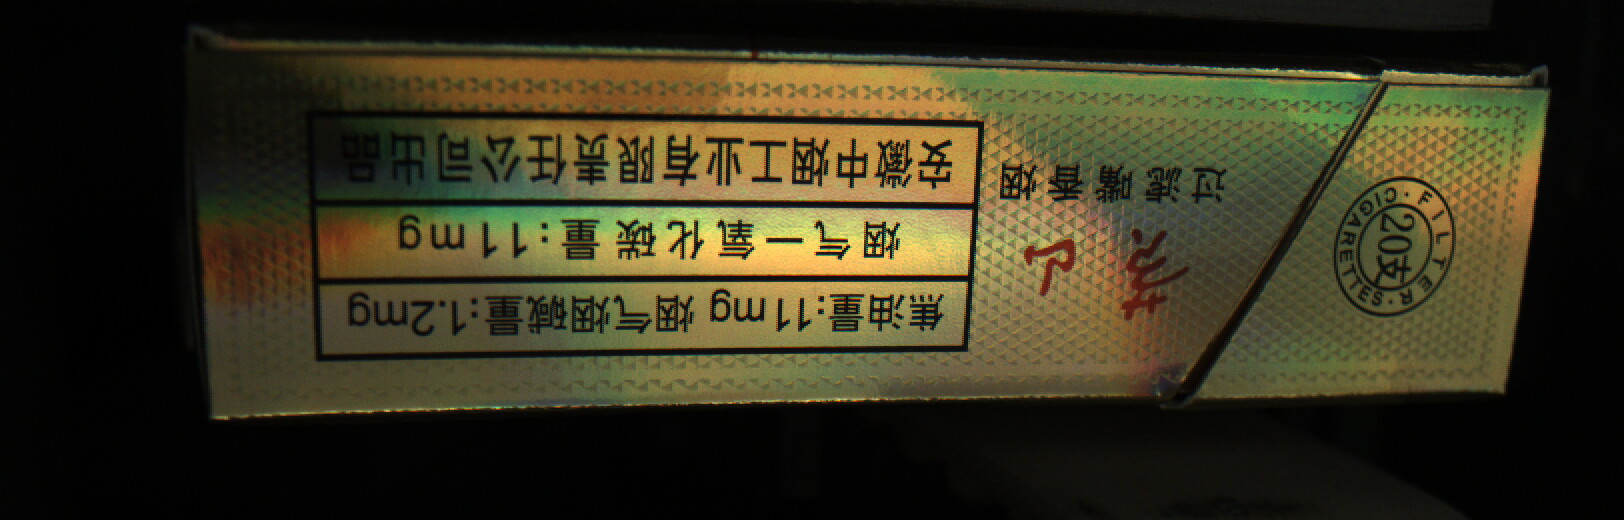 焦油量:11mg 烟气烟碱量:1.2mg
烟气一氧化碳量:11mg
安徽中烟工业有限责任公司出品
过滤嘴香烟
FILTER·CIGARETTES·
20支